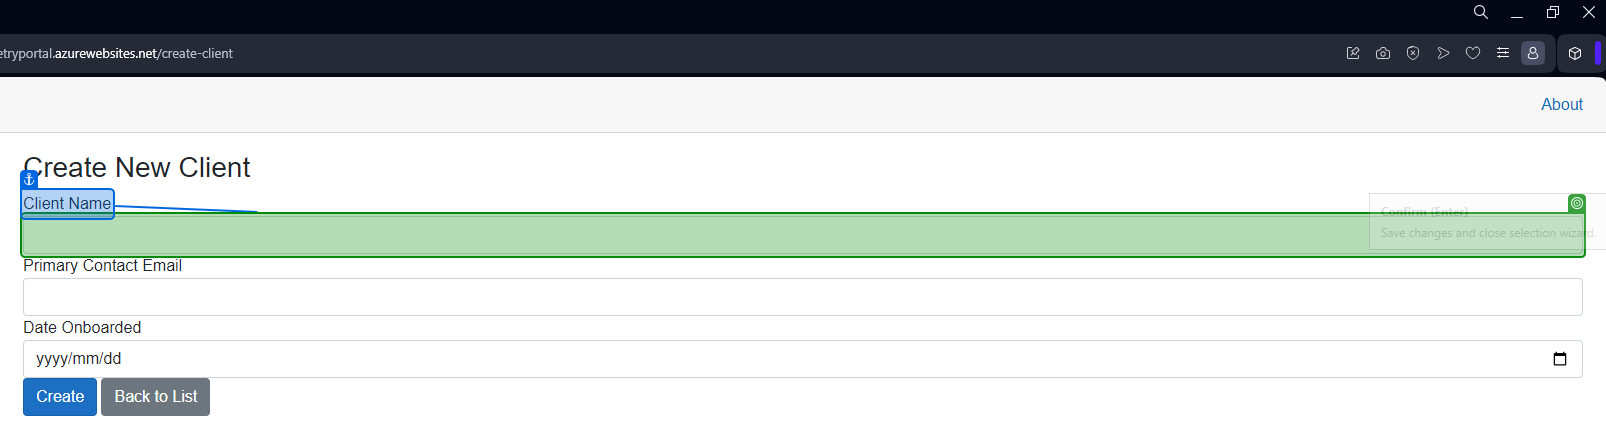 etryportal.azurewebsites.net/create-client
About
Create New Client
Client Name
Confirm (Enter)
Save changes and close selection wizard.
Primary Contact Email
Date Onboarded
yyyy/mm/dd
Create Back to List